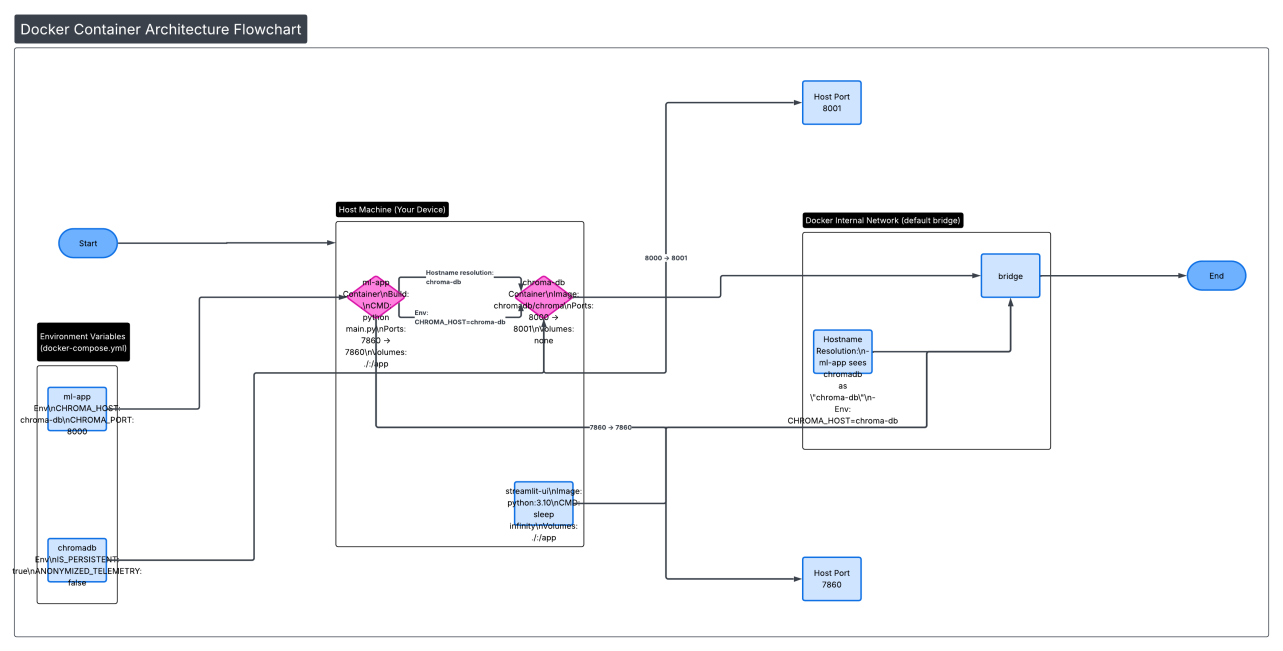 Docker Container Architecture Flowchart
Host Port
8001
Host Machine (Your Device)
Docker Internal Network (default bridge)
Start
8000 → 8001
Hostname resolution:
chroma-db
Env:
CHROMA_HOST=chroma-db
ml-app
Container\nBuild:
.\nCMD:
python
main.py\nPorts:
7860 →
7860\nVolumes:
./:/app
chroma-db
Container\nImage:
chromadb/chroma\nPorts:
8000 →
8001\nVolumes:
none
bridge
End
Environment Variables
(docker-compose.yml)
Hostname
Resolution:\n-
ml-app sees
chromadb
as
\"chroma-db\"\n-
Env:
CHROMA_HOST=chroma-db
ml-app
Env\nCHROMA_HOST:
chroma-db\nCHROMA_PORT:
8000
7860 → 7860
streamlit-ui\nImage:
python:3.10\nCMD:
sleep
infinity\nVolumes:
./:/app
chromadb
Env\nIS_PERSISTENT:
true\nANONYMIZED_TELEMETRY:
false
Host Port
7860